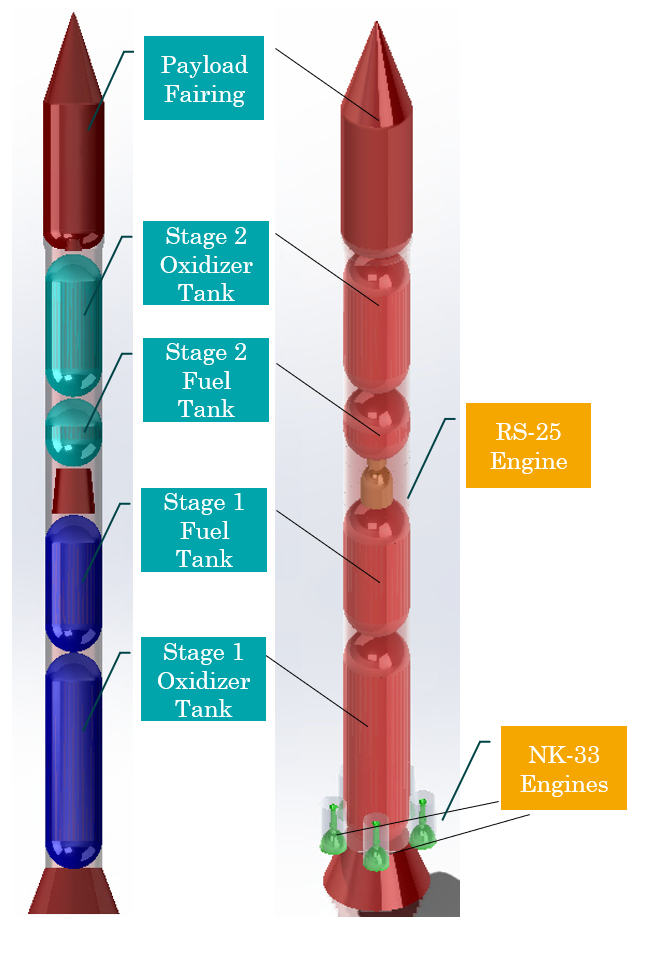 Payload
Fairing
Stage 2
Oxidizer
Tank
Stage 2
Fuel
Tank
RS-25
Engine
Stage 1
Fuel
Tank
Stage 1
Oxidizer
Tank
NK-33
Engines